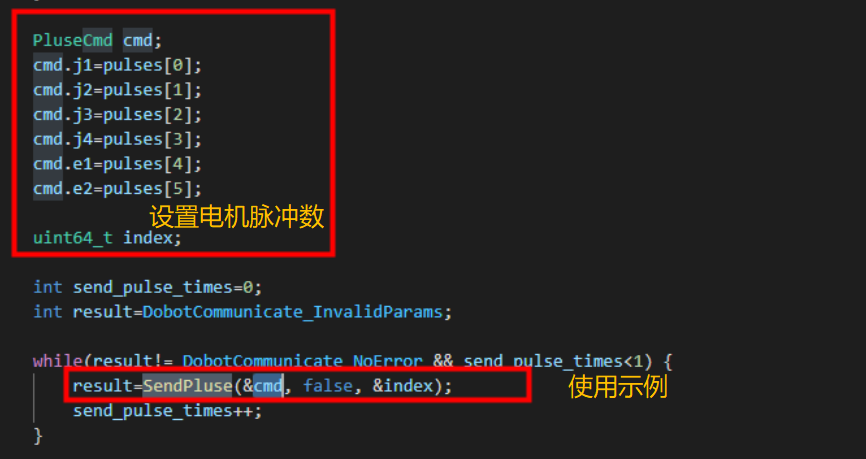 PluseCmd cmd;
cmd.j1=pulses[0];
cmd.j2=pulses[1];
cmd.j3=pulses[2];
cmd.j4=pulses[3];
cmd.e1=pulses[4];
cmd.e2=pulses[5];
设置电机脉冲数
uint64_t index;
int send_pulse_times=0;
int result=DobotCommunicate_InvalidParams;
while(result!= DobotCommunicate_NoError && send_pulse_times<1) {
result=SendPluse(&cmd, false, &index);
使用示例
send_pulse_times++;
}